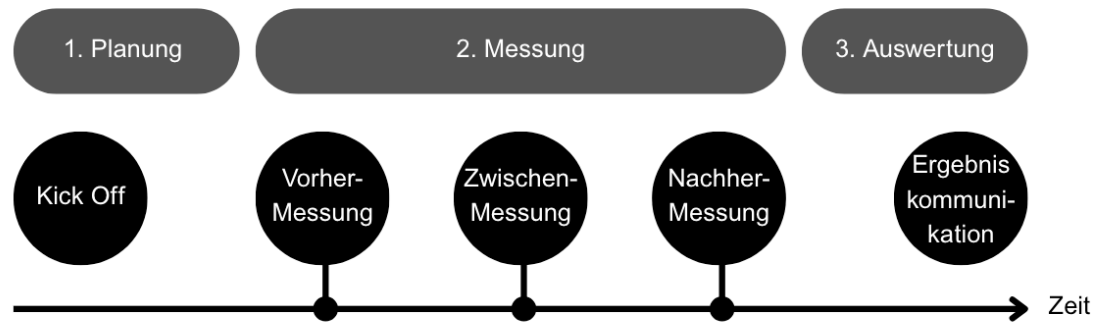 1. Planung
2. Messung
3. Auswertung
Kick Off
Vorher-
Messung
Zwischen-
Messung
Nachher-
Messung
Ergebnis
kommuni-
kation
Zeit